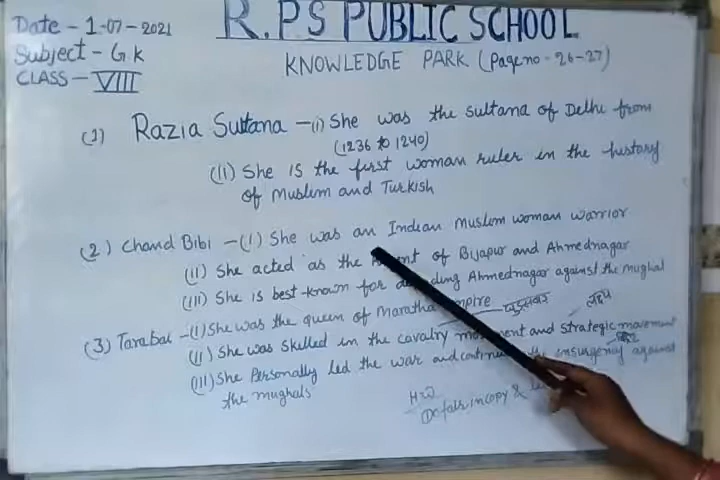 Date - 1-07-2021
R.P.S PUBLIC SCHOOL
Subject - G K
KNOWLEDGE PARK (Page no - 26-27)
CLASS - VIII
(1) Razia Sultana - (i) She was the sultana of Delhi from
(1236 to 1240)
(II) She is the first woman ruler in the history
of Muslim and Turkish
(2) Chand Bibi - (I) She was an Indian Muslim woman warrior
(II) She acted as the of Bijapur and Ahmednagar
(III) She is best-known for Ahmednagar against the mughal
(3) Tarabai - (I) She was the queen of Maratha
(II) She was skilled in the cavalry and strategic movement
(III) She Personally led the war and insurgency against
the mughals
H.W
Do fair in copy &